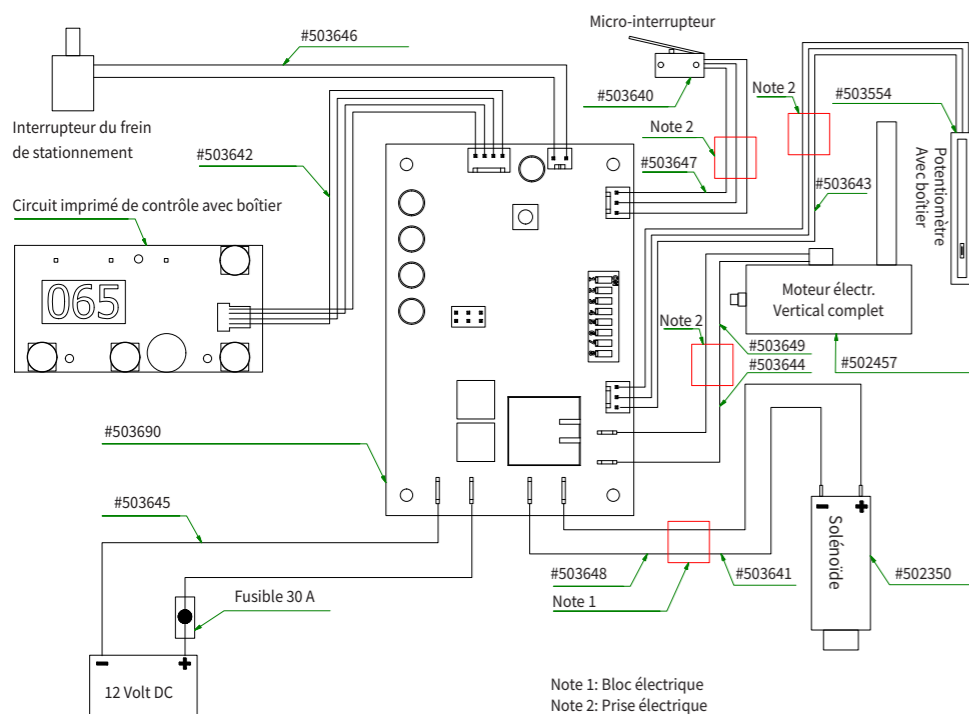 Micro-interrupteur
#503646
#503640
Note 2
#503554
Note 2
Interrupteur du frein
de stationnement
#503642
#503647
#503643
Potentiomètre
Avec boîtier
Circuit imprimé de contrôle avec boîtier
065
Moteur électr.
Vertical complet
Note 2
#503649
#502457
#503644
#503690
#503645
Solénoïde
#503648
#503641
#502350
Note 1
Fusible 30 A
- +
- +
12 Volt DC
Note 1: Bloc électrique
Note 2: Prise électrique